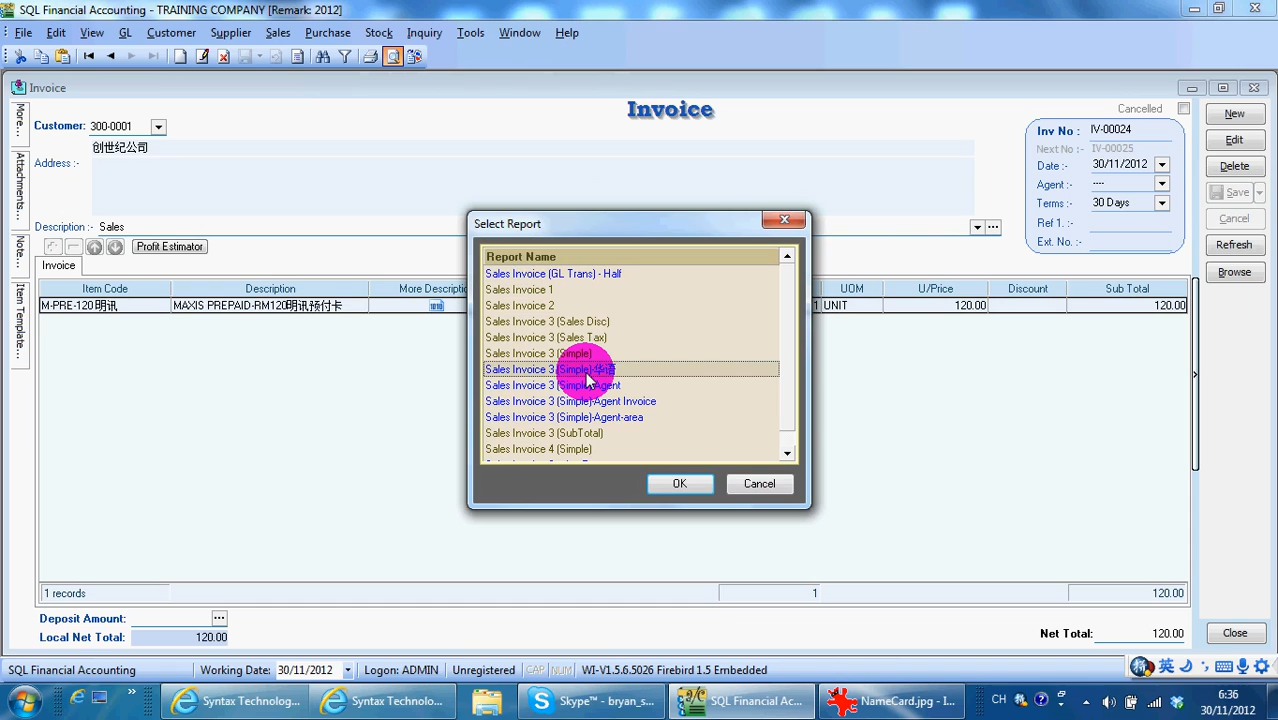 SQL Financial Accounting - TRAINING COMPANY [Remark: 2012]
File Edit View GL Customer Supplier Sales Purchase Stock Inquiry Tools Window Help
Invoice
Invoice
Cancelled
New
More...
Customer: 300-0001
Inv No : IV-00024
Edit
创世纪公司
Next No :- IV-00025
Address :-
Date :- 30/11/2012
Delete
Attachments...
Agent :- ----
Save
Terms : 30 Days
Cancel
Description :- Sales
Ref 1. :-
Note...
Ext. No. :-
Refresh
Profit Estimator
Invoice
Browse
Item Template...
Item Code Description More Descripti UOM U/Price Discount Sub Total
M-PRE-120明讯 MAXIS PREPAID-RM120明讯预付卡 1 UNIT 120.00 120.00
Select Report
Report Name
Sales Invoice (GL Trans) - Half
Sales Invoice 1
Sales Invoice 2
Sales Invoice 3 (Sales Disc)
Sales Invoice 3 (Sales Tax)
Sales Invoice 3 (Simple)
Sales Invoice 3 (Simple)-华语
Sales Invoice 3 (Simple)-Agent
Sales Invoice 3 (Simple)-Agent Invoice
Sales Invoice 3 (Simple)-Agent-area
Sales Invoice 3 (SubTotal)
Sales Invoice 4 (Simple)
OK Cancel
1 records 1 120.00
Deposit Amount:
Local Net Total: 120.00
Net Total: 120.00
Close
SQL Financial Accounting Working Date: 30/11/2012 Logon: ADMIN Unregistered CAP NUM WI-V1.5.6.5026 Firebird 1.5 Embedded
英
Syntax Technolog... Syntax Technolo... Skype™ - bryan_s... SQL Financial Ac... NameCard.jpg - I... CH
6:36
30/11/2012